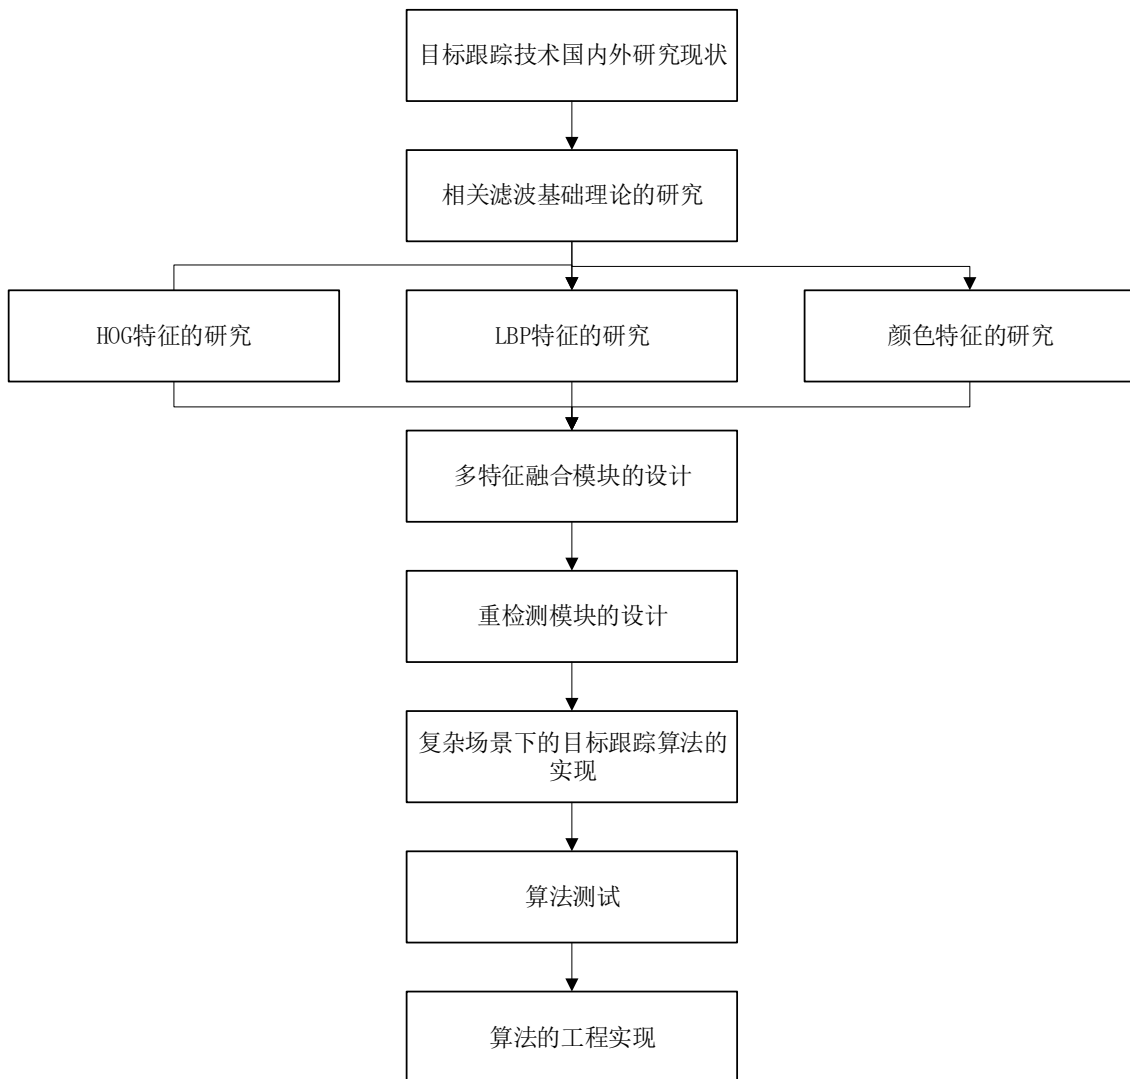 目标跟踪技术国内外研究现状
相关滤波基础理论的研究
HOG特征的研究
LBP特征的研究
颜色特征的研究
多特征融合模块的设计
重检测模块的设计
复杂场景下的目标跟踪算法的
实现
算法测试
算法的工程实现